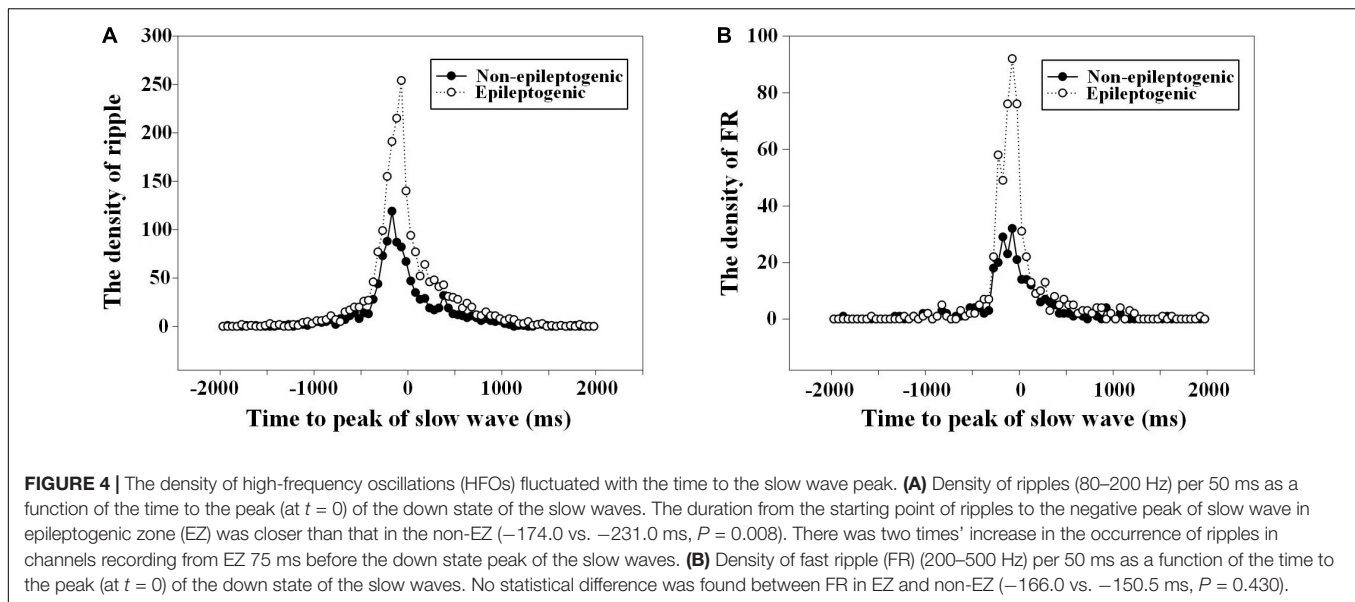 A
300
250
200
150
100
50
0
The density of ripple
Non-epileptogenic
Epileptogenic
-2000 -1000 0 1000 2000
Time to peak of slow wave (ms)
B
100
80
60
40
20
0
The density of FR
Non-epileptogenic
Epileptogenic
-2000 -1000 0 1000 2000
Time to peak of slow wave (ms)
FIGURE 4 | The density of high-frequency oscillations (HFOs) fluctuated with the time to the slow wave peak. (A) Density of ripples (80–200 Hz) per 50 ms as a
function of the time to the peak (at t = 0) of the down state of the slow waves. The duration from the starting point of ripples to the negative peak of slow wave in
epileptogenic zone (EZ) was closer than that in the non-EZ (−174.0 vs. −231.0 ms, P = 0.008). There was two times' increase in the occurrence of ripples in
channels recording from EZ 75 ms before the down state peak of the slow waves. (B) Density of fast ripple (FR) (200–500 Hz) per 50 ms as a function of the time to
the peak (at t = 0) of the down state of the slow waves. No statistical difference was found between FR in EZ and non-EZ (−166.0 vs. −150.5 ms, P = 0.430).